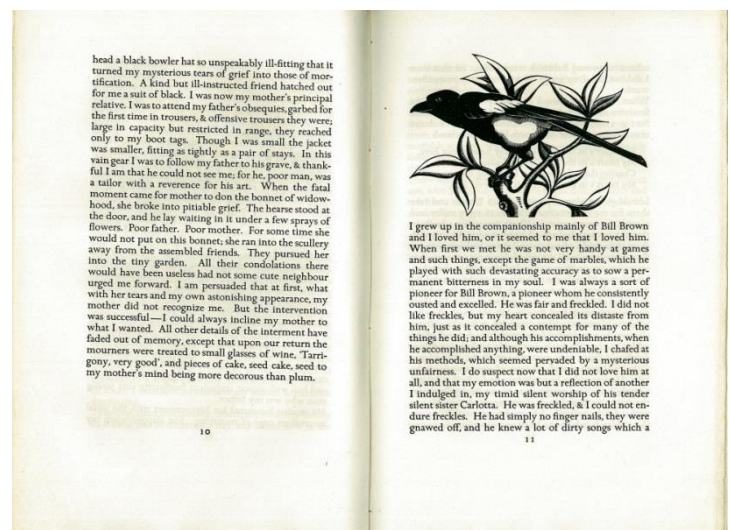 head a black bowler hat so unspeakably ill-fitting that it
turned my mysterious tears of grief into those of mor-
tification. A kind but ill-instructed friend hatched out
for me a suit of black. I was now my mother's principal
relative. I was to attend my father's obsequies, garbed for
the first time in trousers, & offensive trousers they were;
large in capacity but restricted in range, they reached
only to my boot tags. Though I was small the jacket
was smaller, fitting as tightly as a pair of stays. In this
vain gear I was to follow my father to his grave, & thank-
ful I am that he could not see me; for he, poor man, was
a tailor with a reverence for his art. When the fatal
moment came for mother to don the bonnet of widow-
hood, she broke into pitiable grief. The hearse stood at
the door, and he lay waiting in it under a few sprays of
flowers. Poor father. Poor mother. For some time she
would not put on this bonnet; she ran into the scullery
away from the assembled friends. They pursued her
into the tiny garden. All their condolations there
would have been useless had not some cute neighbour
urged me forward. I am persuaded that at first, what
with her tears and my own astonishing appearance, my
mother did not recognize me. But the intervention
was successful—I could always incline my mother to
what I wanted. All other details of the interment have
faded out of memory, except that upon our return the
mourners were treated to small glasses of wine, 'Tarri-
gony, very good', and pieces of cake, seed cake, seed to
my mother's mind being more decorous than plum.
10
I grew up in the companionship mainly of Bill Brown
and I loved him, or it seemed to me that I loved him.
When first we met he was not very handy at games
and such things, except the game of marbles, which he
played with such devastating accuracy as to sow a per-
manent bitterness in my soul. I was always a sort of
pioneer for Bill Brown, a pioneer whom he consistently
ousted and excelled. He was fair and freckled. I did not
like freckles, but my heart concealed its distaste from
him, just as it concealed a contempt for many of the
things he did; and although his accomplishments, when
he accomplished anything, were undeniable, I chafed at
his methods, which seemed pervaded by a mysterious
unfairness. I do suspect now that I did not love him at
all, and that my emotion was but a reflection of another
I indulged in, my timid silent worship of his tender
silent sister Carlotta. He was freckled, & I could not en-
dure freckles. He had simply no finger nails, they were
gnawed off, and he knew a lot of dirty songs which a
11